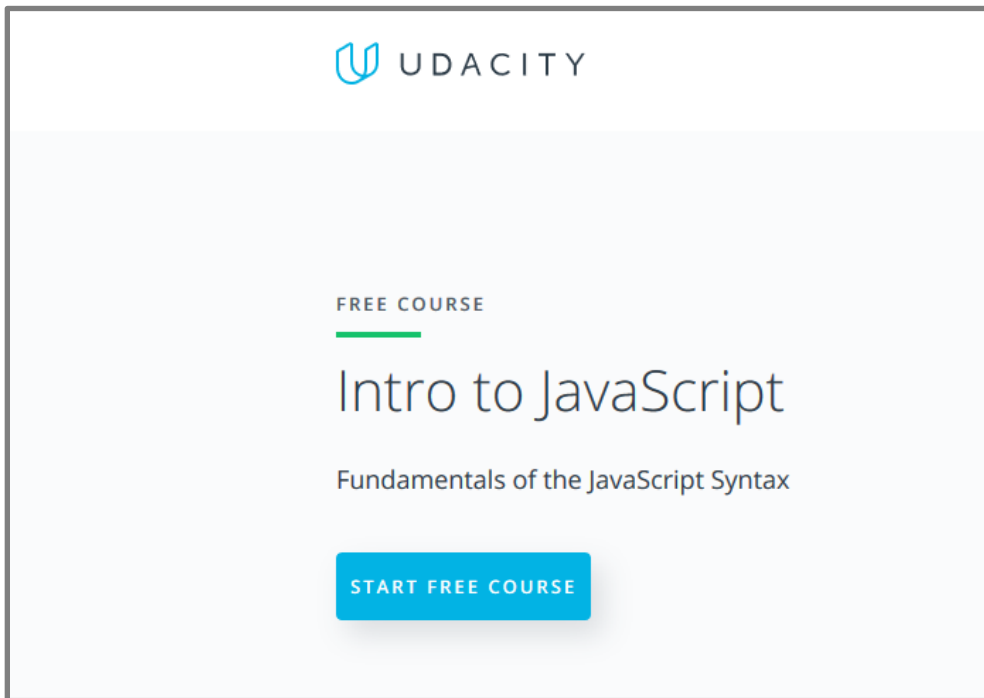 UDACITY
FREE COURSE
Intro to JavaScript
Fundamentals of the JavaScript Syntax
START FREE COURSE